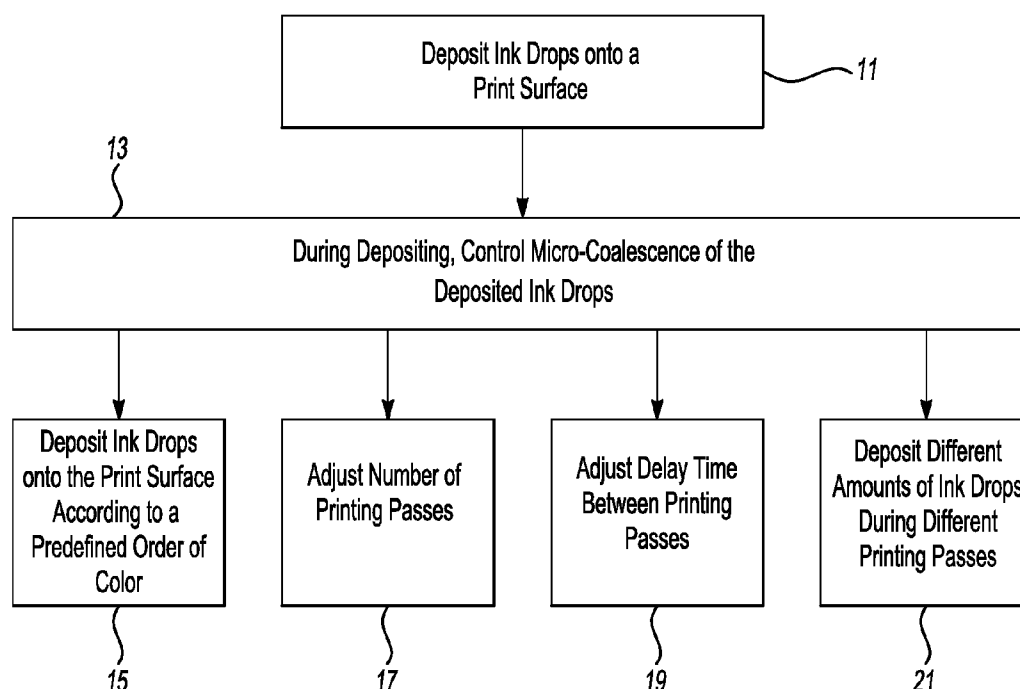 Deposit Ink Drops onto a
Print Surface
11
13
During Depositing, Control Micro-Coalescence of the
Deposited Ink Drops
Deposit Ink Drops
onto the Print Surface
According to a
Predefined Order of
Color
Adjust Number of
Printing Passes
Adjust Delay Time
Between Printing
Passes
Deposit Different
Amounts of Ink Drops
During Different
Printing Passes
15
17
19
21